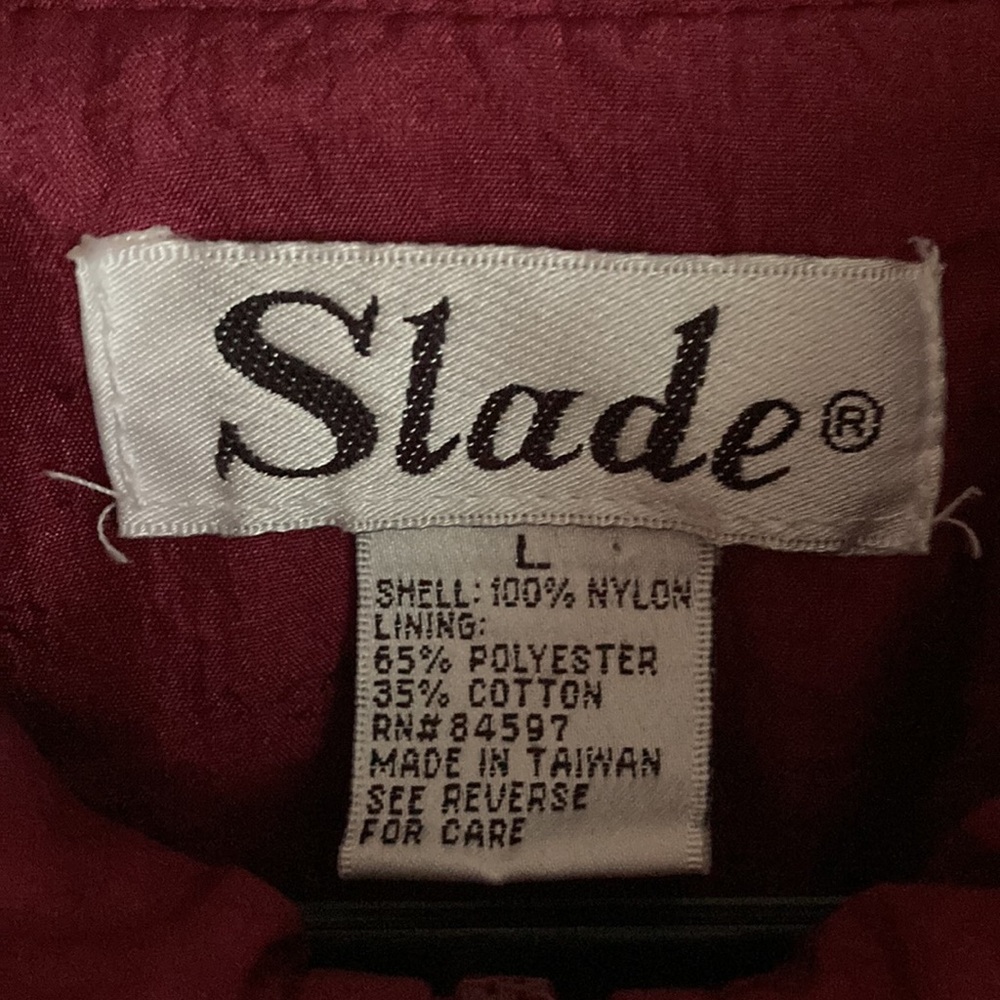 Slade®
L
SHELL: 100% NYLON
LINING:
65% POLYESTER
35% COTTON
RN#84597
MADE IN TAIWAN
SEE REVERSE
FOR CARE